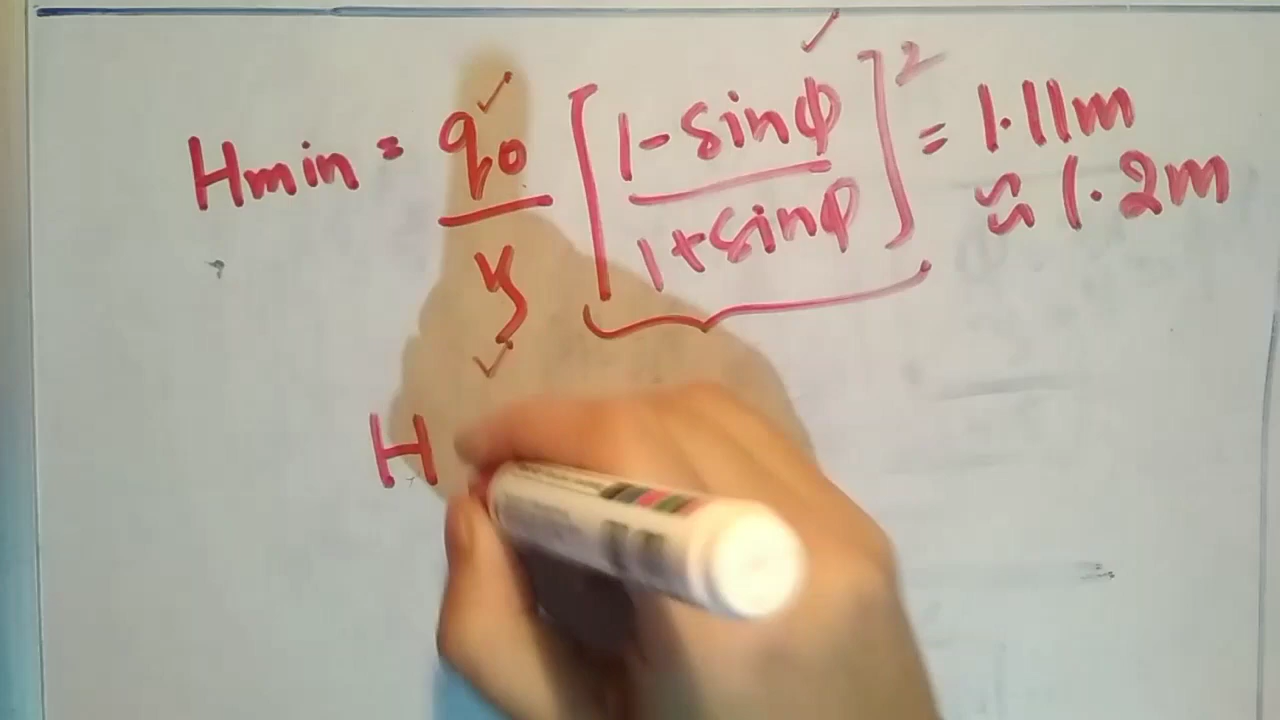 Hmin = q₀/γ [1 - sinφ / 1 + sinφ]² = 1.11m
≈ 1.2m
H